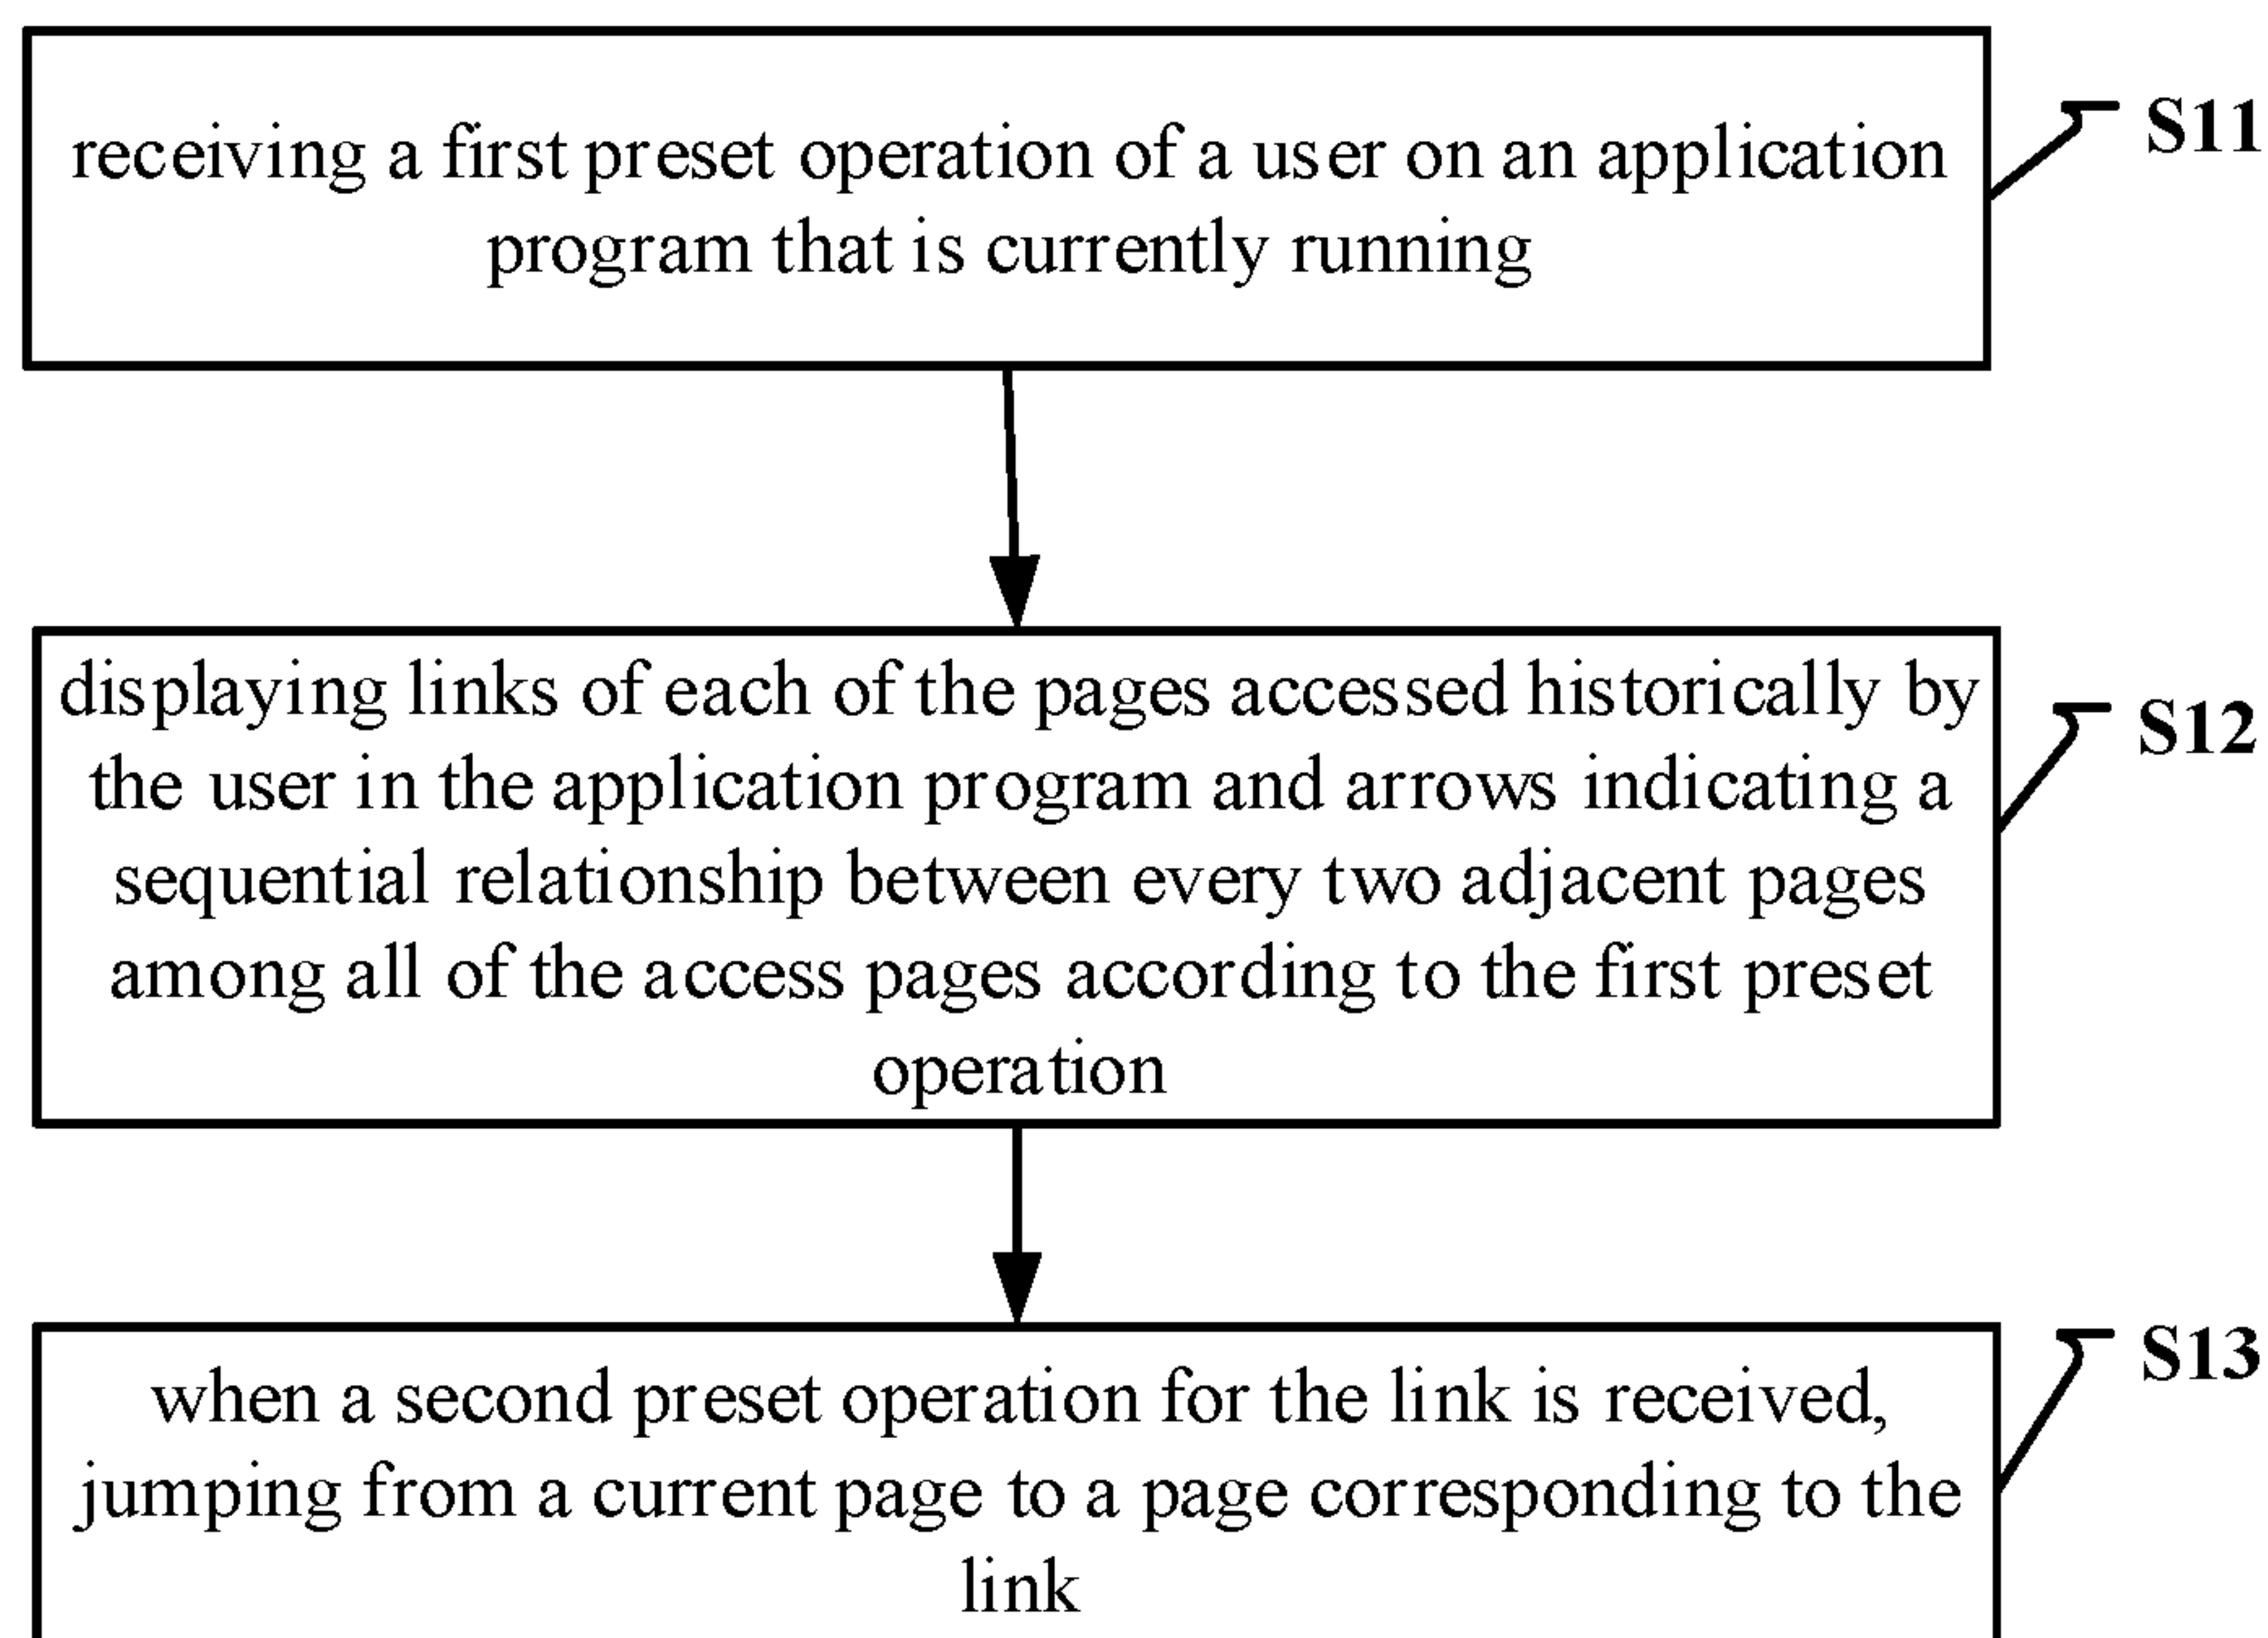 receiving a first preset operation of a user on an application
program that is currently running
S11
displaying links of each of the pages accessed historically by
the user in the application program and arrows indicating a
sequential relationship between every two adjacent pages
among all of the access pages according to the first preset
operation
S12
when a second preset operation for the link is received,
jumping from a current page to a page corresponding to the
link
S13